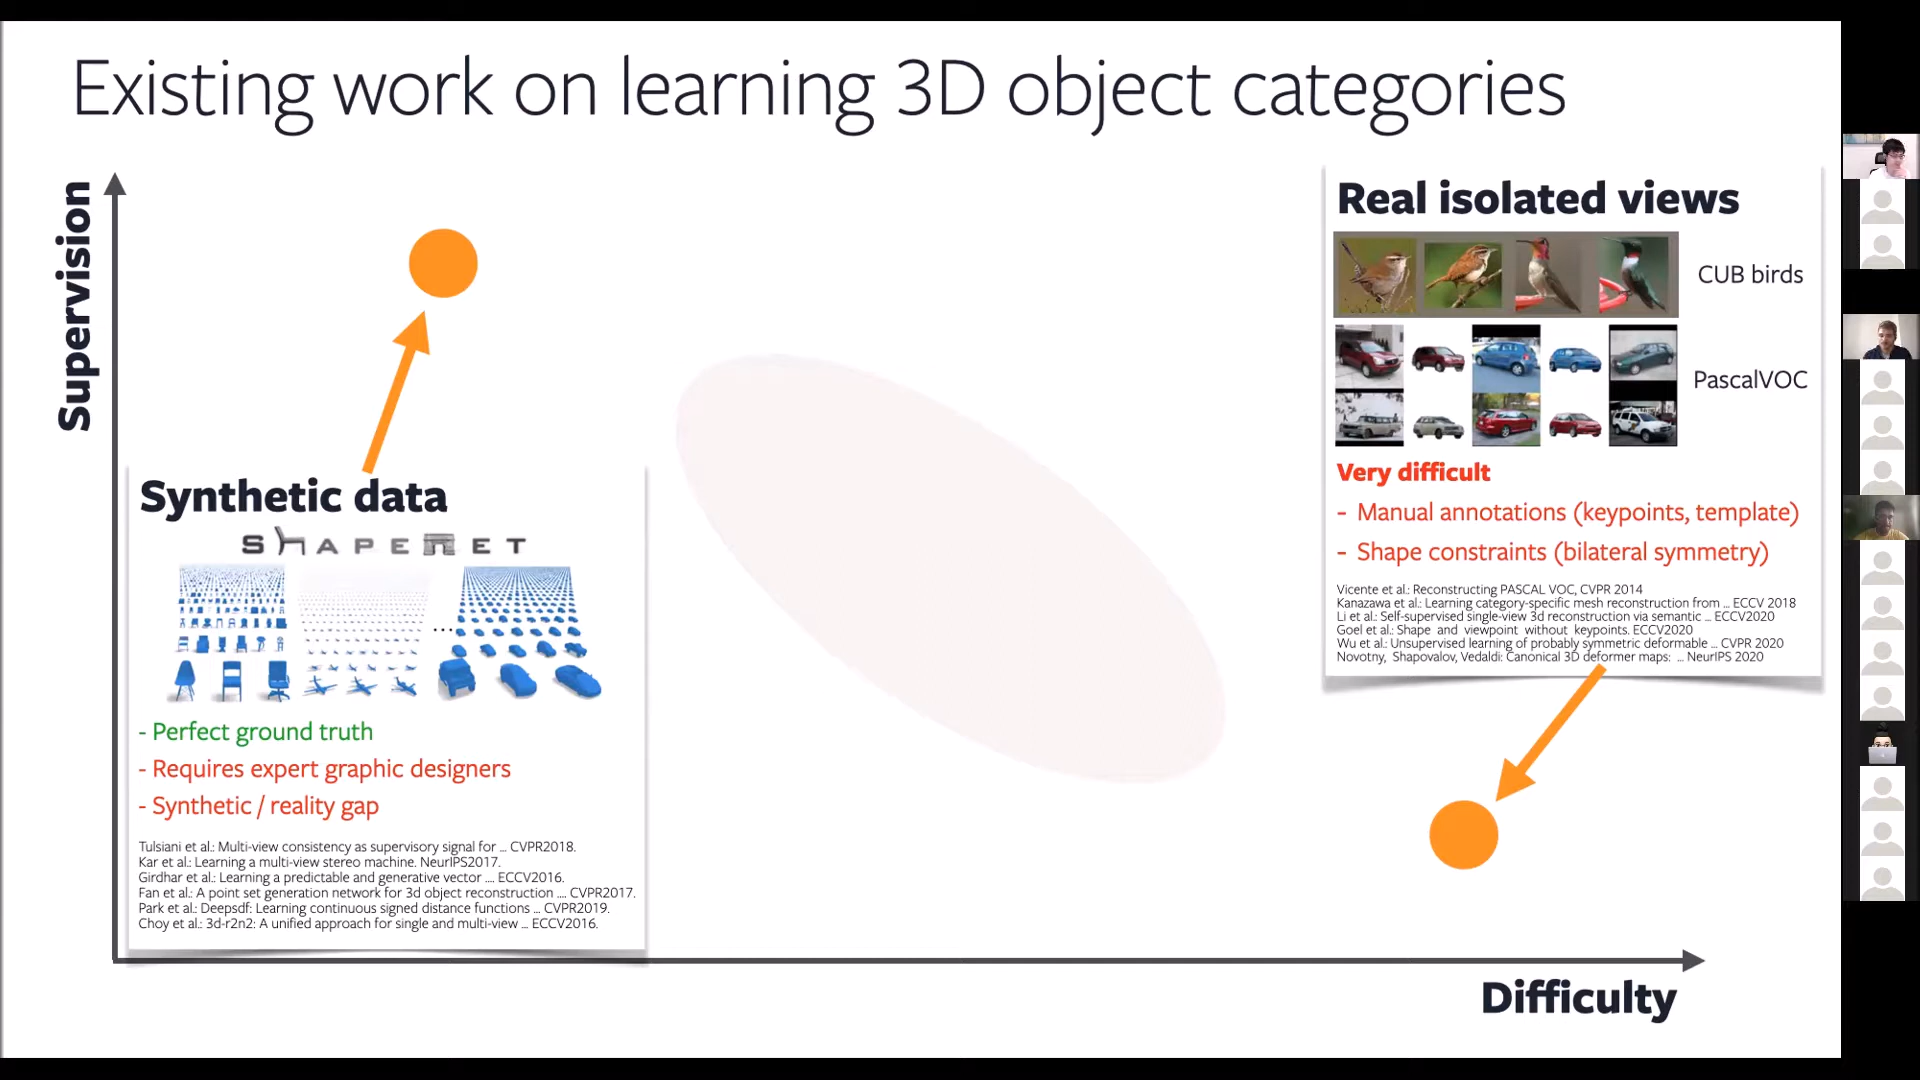 Existing work on learning 3D object categories
Supervision
Synthetic data
SHAPENET
...
- Perfect ground truth
- Requires expert graphic designers
- Synthetic / reality gap
Tulsiani et al.: Multi-view consistency as supervisory signal for ... CVPR2018.
Kar et al.: Learning a multi-view stereo machine. NeurIPS2017.
Girdhar et al.: Learning a predictable and generative vector .... ECCV2016.
Fan et al.: A point set generation network for 3d object reconstruction .... CVPR2017.
Park et al.: Deepsdf: Learning continuous signed distance functions ... CVPR2019.
Choy et al.: 3d-r2n2: A unified approach for single and multi-view ... ECCV2016.
Real isolated views
CUB birds
PascalVOC
Very difficult
- Manual annotations (keypoints, template)
- Shape constraints (bilateral symmetry)
Vicente et al.: Reconstructing PASCAL VOC, CVPR 2014
Kanazawa et al.: Learning category-specific mesh reconstruction from ... ECCV 2018
Li et al.: Self-supervised single-view 3d reconstruction via semantic ... ECCV2020
Goel et al.: Shape and viewpoint without keypoints. ECCV2020
Wu et al.: Unsupervised learning of probably symmetric deformable ... CVPR 2020
Novotny, Shapovalov, Vedaldi: Canonical 3D deformer maps: ... NeurIPS 2020
Difficulty